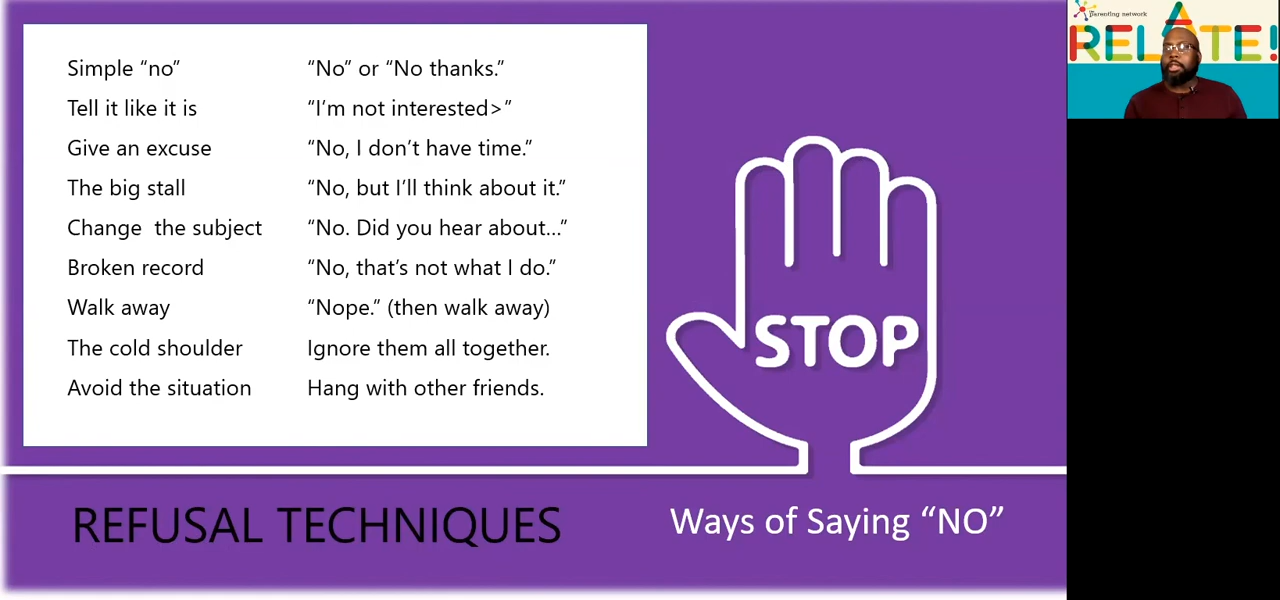 Simple “no” “No” or “No thanks.”
Tell it like it is “I’m not interested>”
Give an excuse “No, I don’t have time.”
The big stall “No, but I’ll think about it.”
Change  the subject “No. Did you hear about...”
Broken record “No, that’s not what I do.”
Walk away “Nope.” (then walk away)
The cold shoulder Ignore them all together.
Avoid the situation Hang with other friends.
STOP
REFUSAL TECHNIQUES
Ways of Saying “NO”
the parenting network
RELATE!